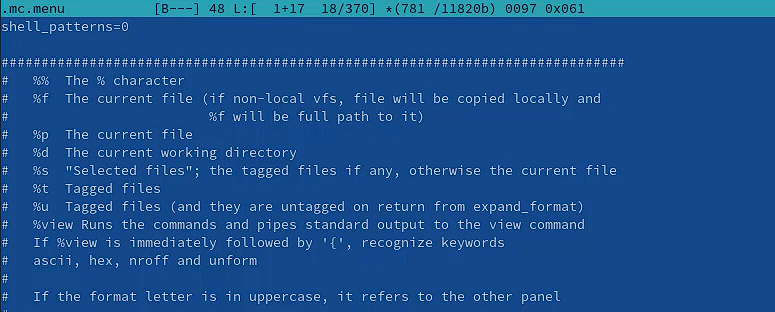 .mc.menu [B---] 48 L:[ 1+17 18/370] *(781 /11820b) 0097 0x061
shell_patterns=0
##############################################################################
# %% The % character
# %f The current file (if non-local vfs, file will be copied locally and
# %f will be full path to it)
# %p The current file
# %d The current working directory
# %s "Selected files"; the tagged files if any, otherwise the current file
# %t Tagged files
# %u Tagged files (and they are untagged on return from expand_format)
# %view Runs the commands and pipes standard output to the view command
# If %view is immediately followed by '{', recognize keywords
# ascii, hex, nroff and unform
#
# If the format letter is in uppercase, it refers to the other panel
#